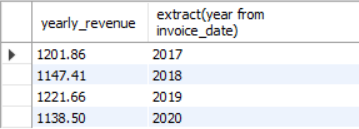 yearly_revenue extract(year from
invoice_date)
1201.86 2017
1147.41 2018
1221.66 2019
1138.50 2020